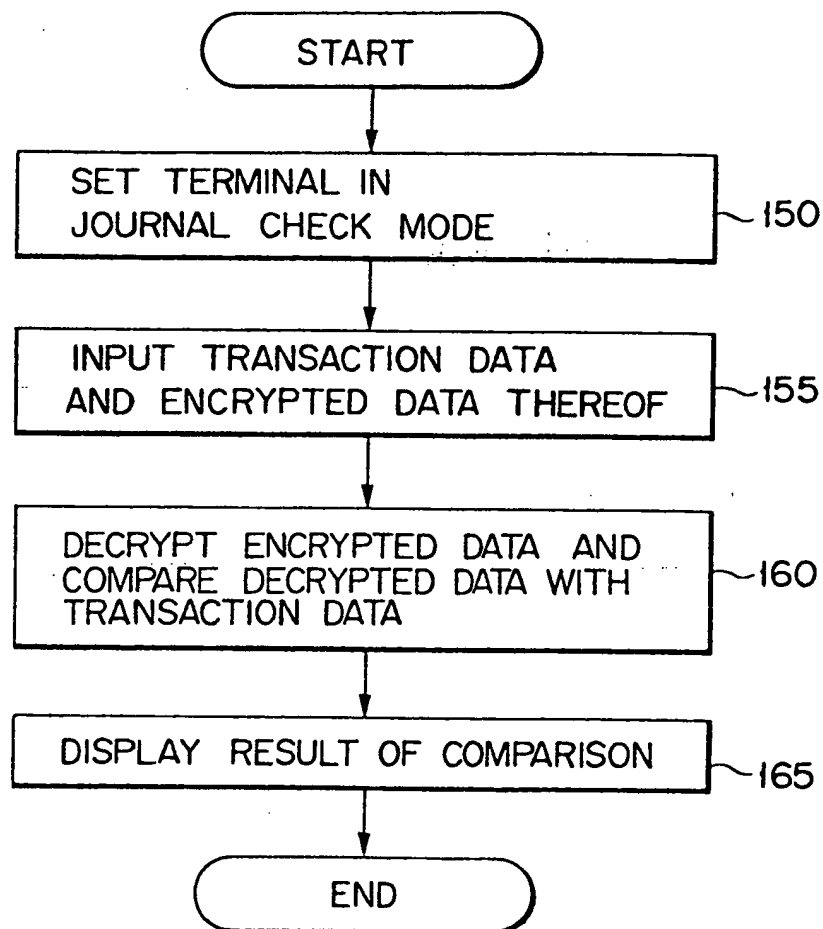 START
SET TERMINAL IN
JOURNAL CHECK MODE
150
INPUT TRANSACTION DATA
AND ENCRYPTED DATA THEREOF
155
DECRYPT ENCRYPTED DATA AND
COMPARE DECRYPTED DATA WITH
TRANSACTION DATA
160
DISPLAY RESULT OF COMPARISON
165
END